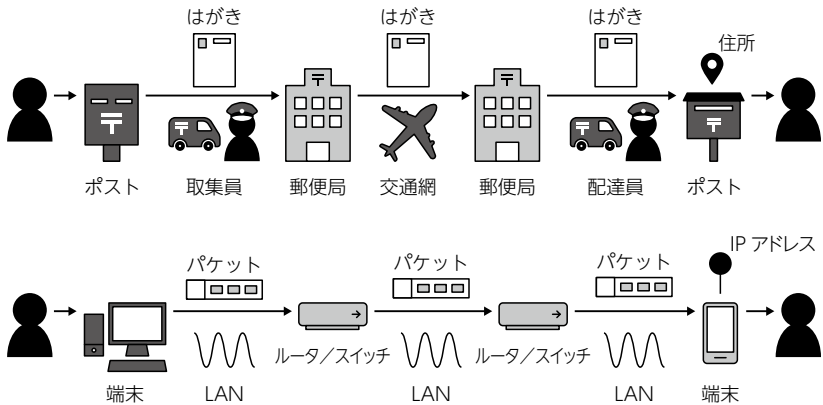 はがき はがき はがき
住所
ポスト 取集員 郵便局 交通網 郵便局 配達員 ポスト
IP アドレス
パケット パケット パケット
ルータ／スイッチ ルータ／スイッチ
端末 LAN LAN LAN 端末